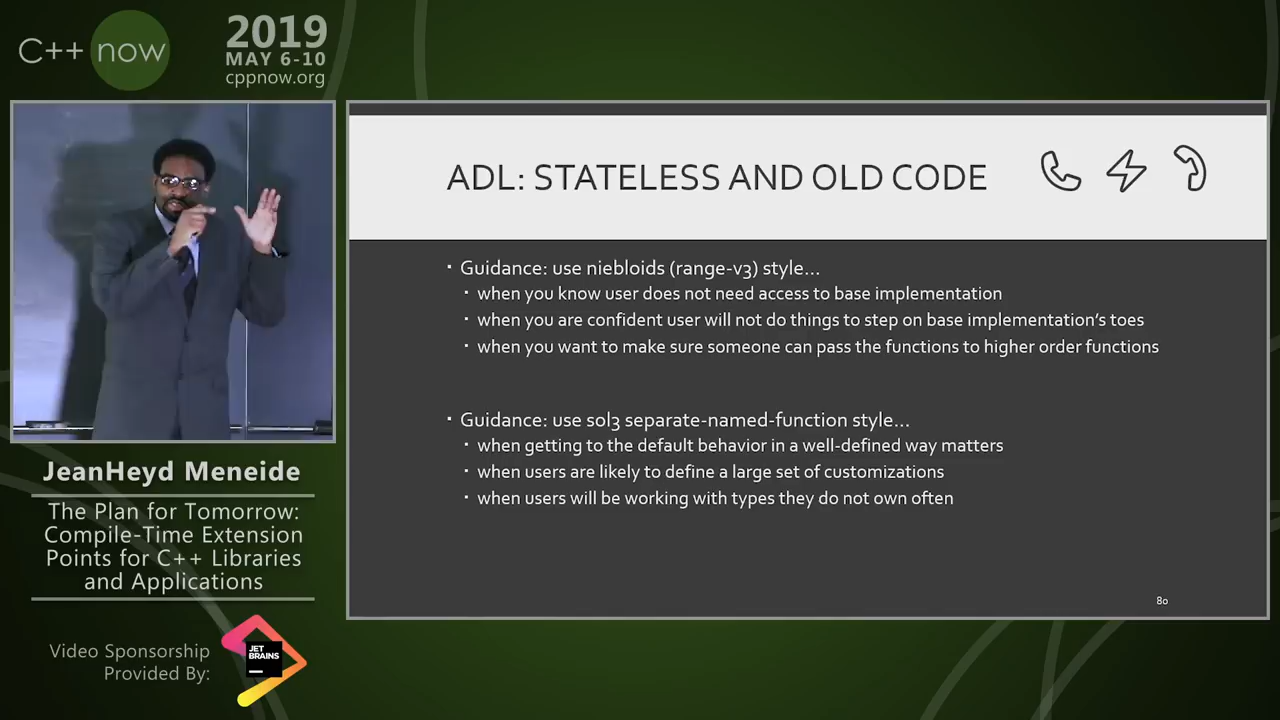 C++ now
2019
MAY 6-10
cppnow.org
ADL: STATELESS AND OLD CODE
▪ Guidance: use niebloids (range-v3) style…
▪ when you know user does not need access to base implementation
▪ when you are confident user will not do things to step on base implementation’s toes
▪ when you want to make sure someone can pass the functions to higher order functions
▪ Guidance: use sol3 separate-named-function style…
▪ when getting to the default behavior in a well-defined way matters
▪ when users are likely to define a large set of customizations
▪ when users will be working with types they do not own often
80
JeanHeyd Meneide
The Plan for Tomorrow:
Compile-Time Extension
Points for C++ Libraries
and Applications
Video Sponsorship
Provided By:
JET
BRAINS